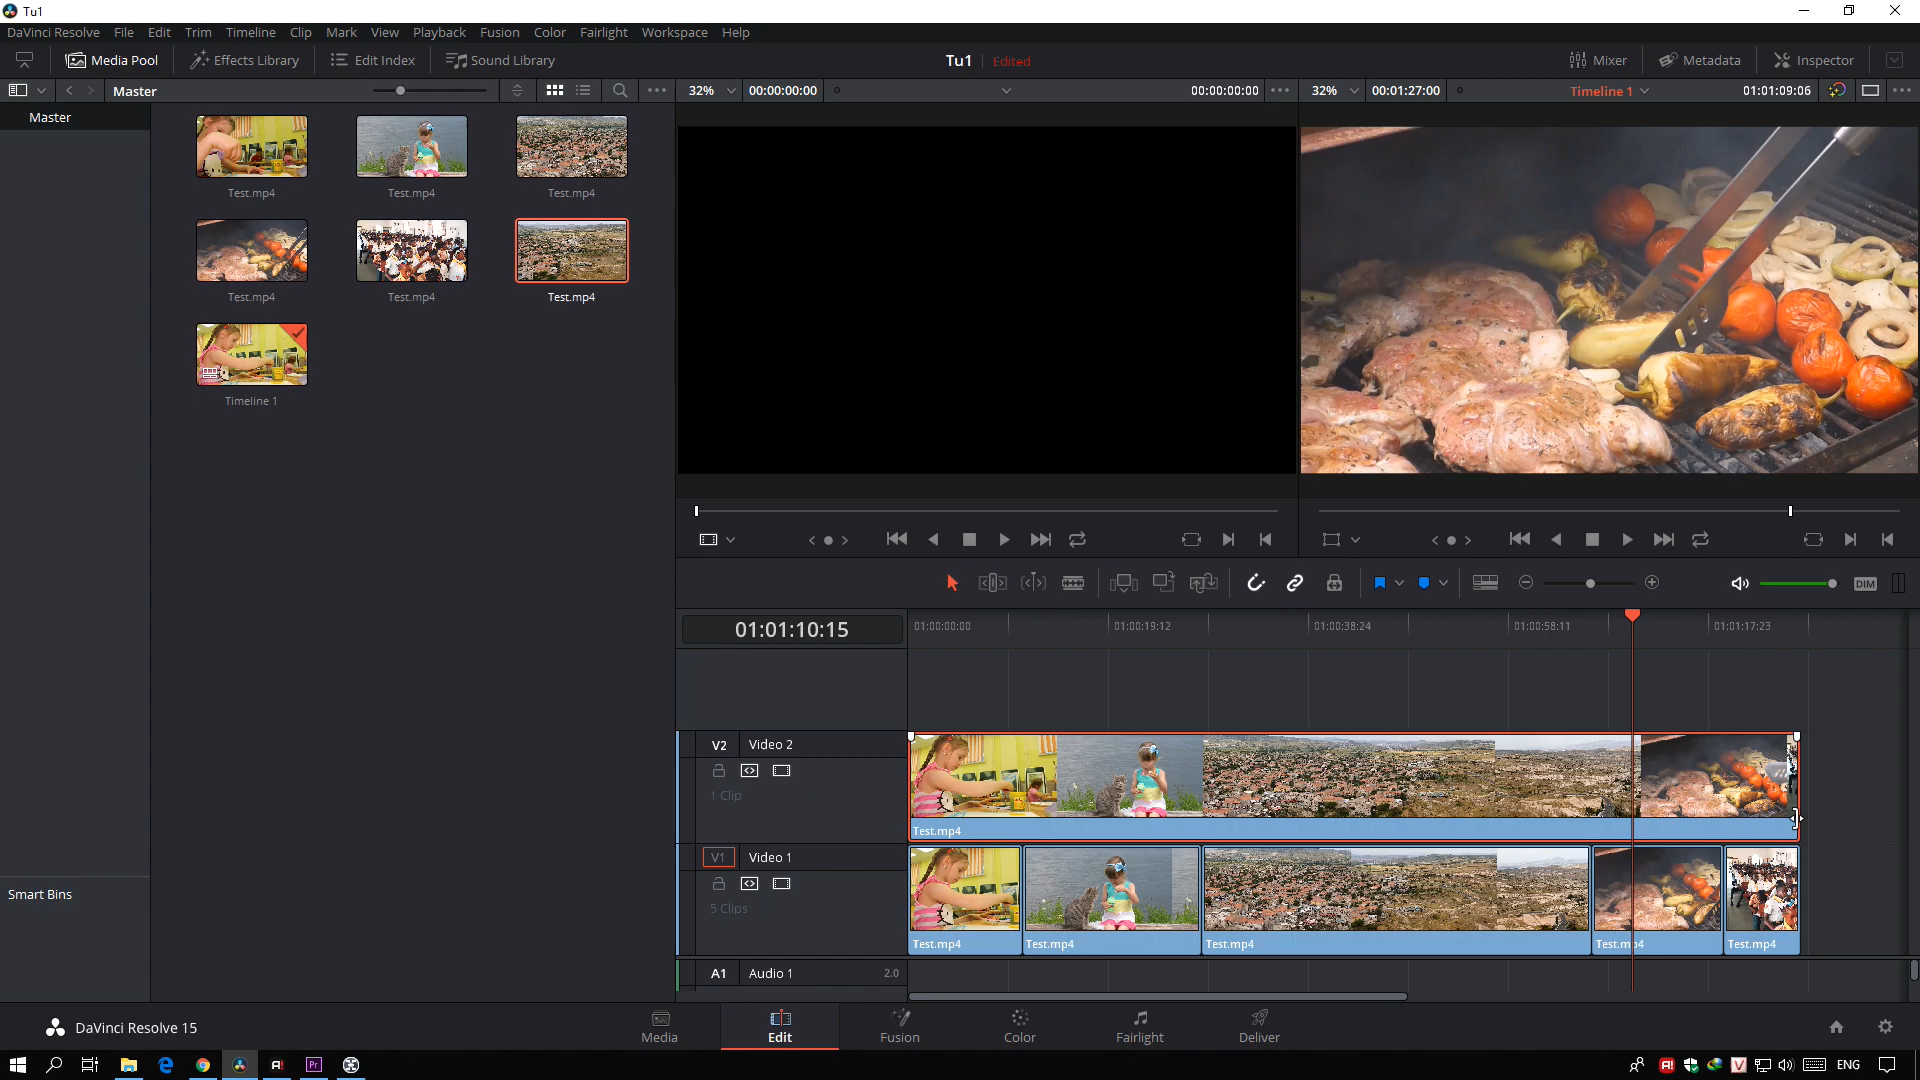 Tu1
DaVinci Resolve File Edit Trim Timeline Clip Mark View Playback Fusion Color Fairlight Workspace Help
Media Pool Effects Library Edit Index Sound Library Tu1 Edited Mixer Metadata Inspector
Master 32% 00:00:00:00 00:00:00:00 32% 00:01:27:00 Timeline 1 01:01:09:06
Master
Test.mp4 Test.mp4 Test.mp4
Test.mp4 Test.mp4 Test.mp4
Timeline 1
DIM
01:01:10:15 01:00:00:00 01:00:19:12 01:00:38:24 01:00:58:11 01:01:17:23
V2 Video 2
1 Clip
Test.mp4
V1 Video 1
Smart Bins
5 Clips
Test.mp4 Test.mp4 Test.mp4 Test.mp4 Test.mp4
A1 Audio 1 2.0
DaVinci Resolve 15 Media Edit Fusion Color Fairlight Deliver
A! Pr A! V ENG